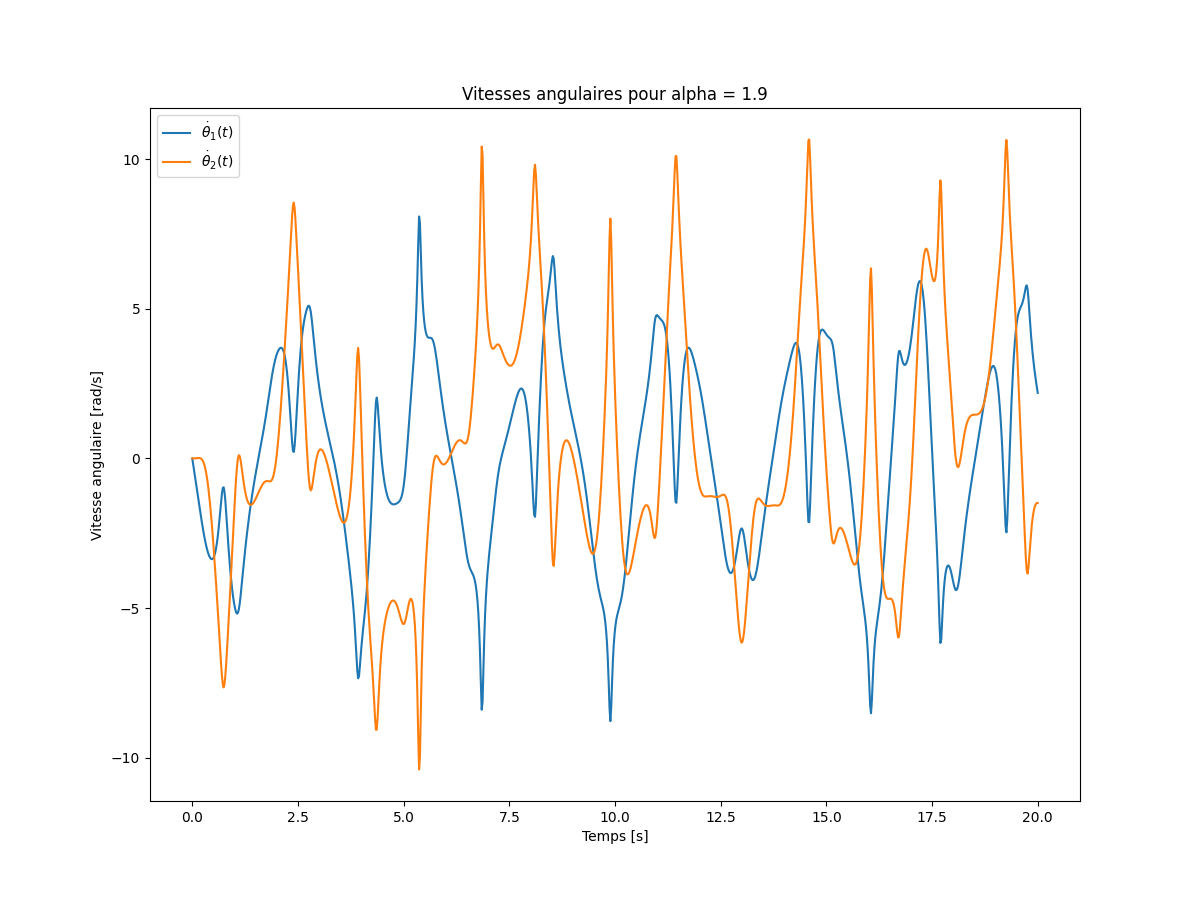 Vitesses angulaires pour alpha = 1.9
θ̇₁(t)
θ̇₂(t)
Vitesse angulaire [rad/s]
10
5
0
−5
−10
0.0 2.5 5.0 7.5 10.0 12.5 15.0 17.5 20.0
Temps [s]